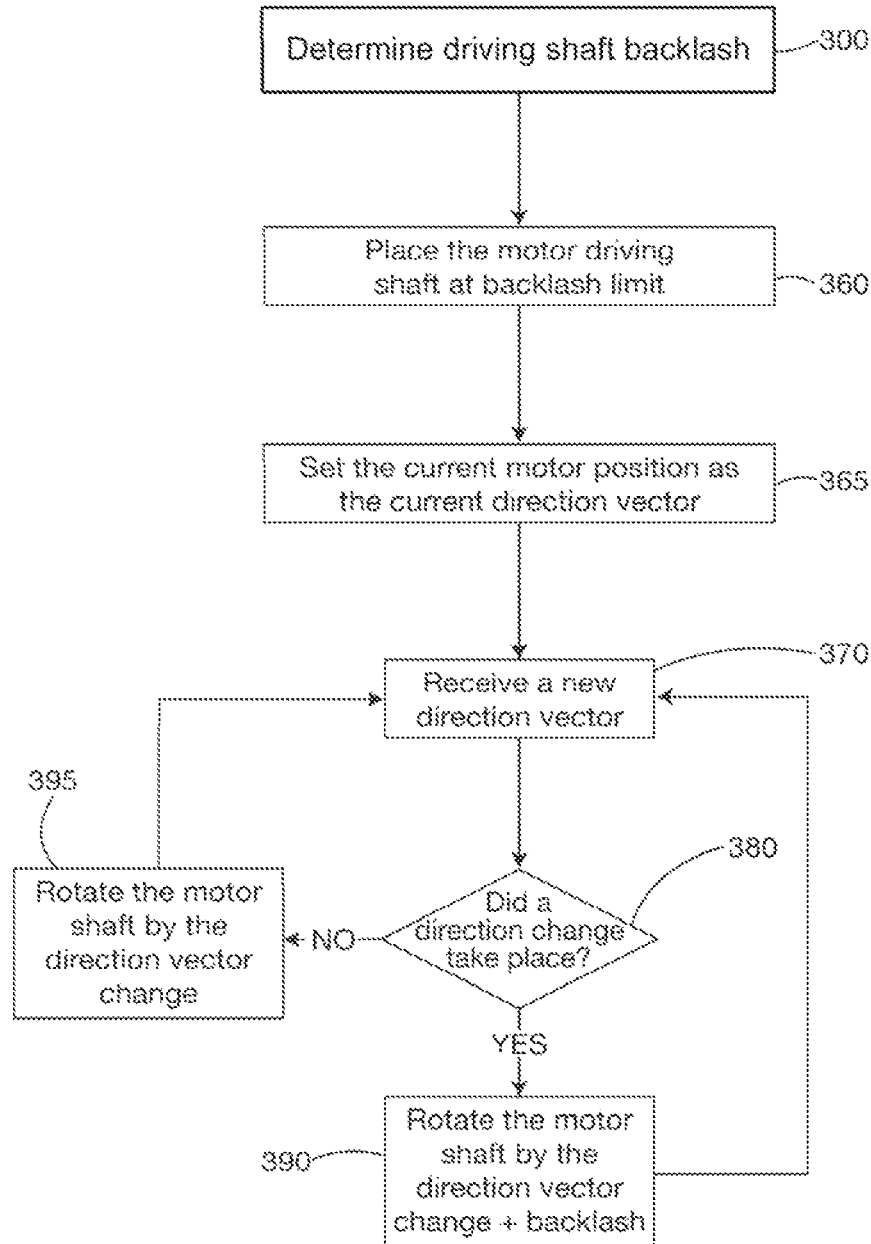 Determine driving shaft backlash
300
Place the motor driving
shaft at backlash limit
360
Set the current motor position as
the current direction vector
365
370
Receive a new
direction vector
395
380
Rotate the motor
shaft by the
direction vector
change
NO
Did a
direction change
take place?
YES
390
Rotate the motor
shaft by the
direction vector
change + backlash